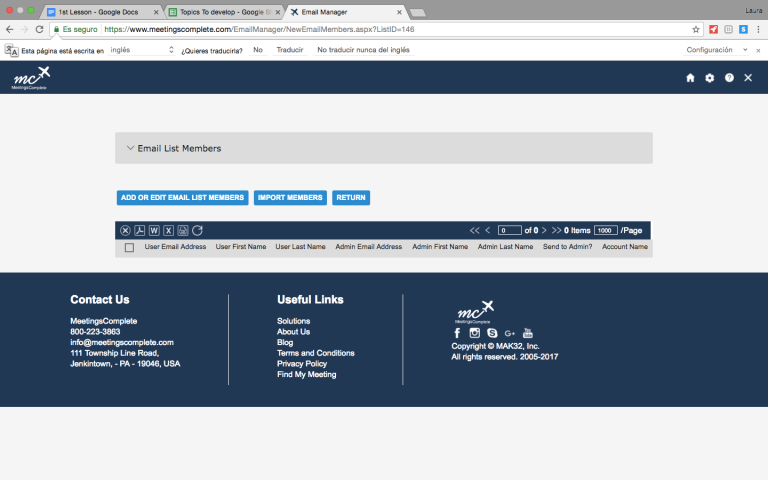 1st Lesson - Google Docs
Topics To develop - Google S
Email Manager
Laura
Es seguro https://www.meetingscomplete.com/EmailManager/NewEmailMembers.aspx?ListID=146
Esta página está escrita en inglés ¿Quieres traducirla? No Traducir No traducir nunca del inglés Configuración
mc
MeetingsComplete
Email List Members
ADD OR EDIT EMAIL LIST MEMBERS IMPORT MEMBERS RETURN
<< < 0 of 0 > >> 0 Items 1000 /Page
User Email Address User First Name User Last Name Admin Email Address Admin First Name Admin Last Name Send to Admin? Account Name
Contact Us
MeetingsComplete
800-223-3863
info@meetingscomplete.com
111 Township Line Road,
Jenkintown, - PA - 19046, USA
Useful Links
Solutions
About Us
Blog
Terms and Conditions
Privacy Policy
Find My Meeting
mc
MeetingsComplete
Copyright © MAK32, Inc.
All rights reserved. 2005-2017